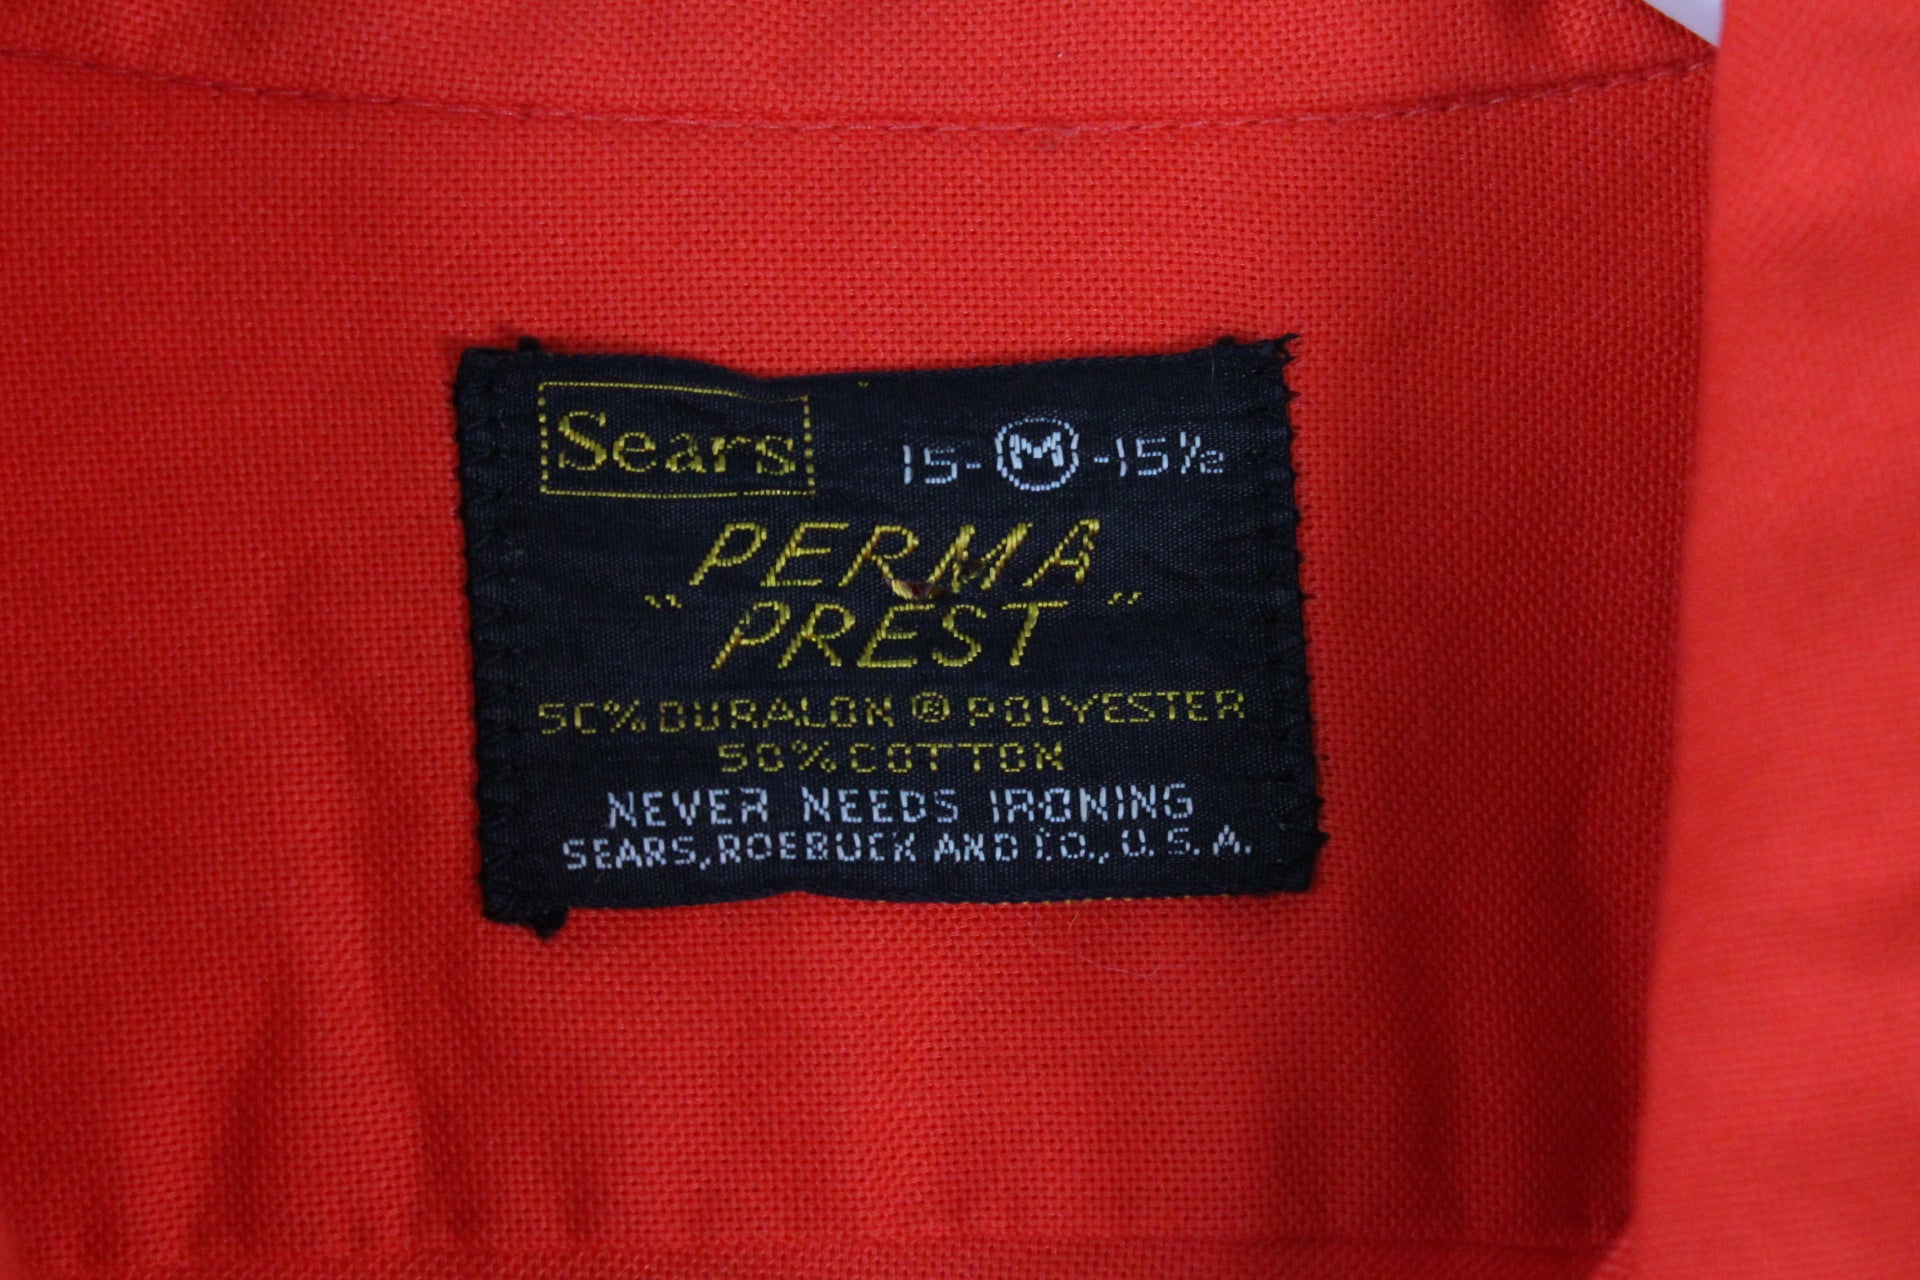 Sears 15-M-15½
PERMA
"PREST"
50% DURALON ® POLYESTER
50% COTTON
NEVER NEEDS IRONING
SEARS, ROEBUCK AND CO., U.S.A.